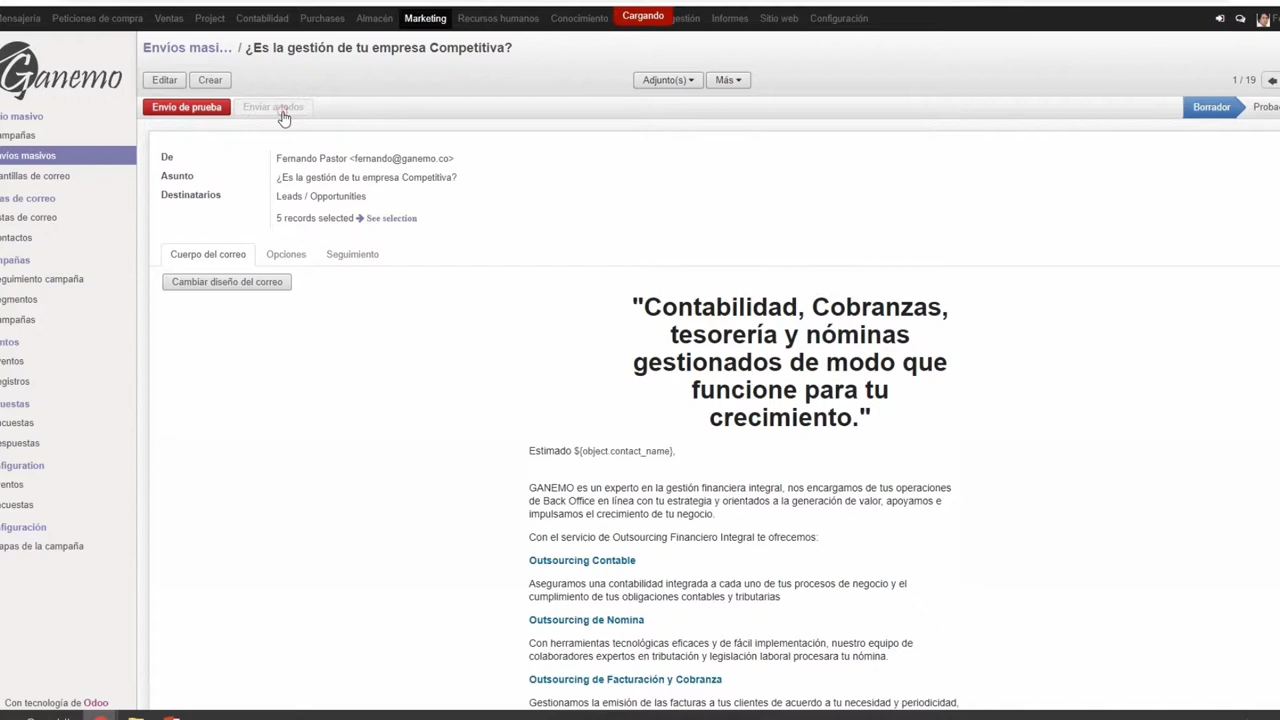 ensajería Peticiones de compra Ventas Project Contabilidad Purchases Almacén Marketing Recursos humanos Conocimiento Cargando estión Informes Sitio web Configuración
Ganemo
Envíos masi... / ¿Es la gestión de tu empresa Competitiva?
Editar Crear Adjunto(s) Más 1 / 19
Envío de prueba Enviar a todos Borrador Proba
io masivo
ampañas
nvíos masivos
antillas de correo
as de correo
stas de correo
ontactos
mpañas
eguimiento campaña
egmentos
ampañas
ntos
ventos
egistros
uestas
ncuestas
espuestas
nfiguration
entos
cuestas
figuración
apas de la campaña
Con tecnología de Odoo
De Fernando Pastor <fernando@ganemo.co>
Asunto ¿Es la gestión de tu empresa Competitiva?
Destinatarios Leads / Opportunities
5 records selected See selection
Cuerpo del correo Opciones Seguimiento
Cambiar diseño del correo
"Contabilidad, Cobranzas,
tesorería y nóminas
gestionados de modo que
funcione para tu
crecimiento."
Estimado ${object.contact_name},
GANEMO es un experto en la gestión financiera integral, nos encargamos de tus operaciones
de Back Office en línea con tu estrategia y orientados a la generación de valor, apoyamos e
impulsamos el crecimiento de tu negocio.
Con el servicio de Outsourcing Financiero Integral te ofrecemos:
Outsourcing Contable
Aseguramos una contabilidad integrada a cada uno de tus procesos de negocio y el
cumplimiento de tus obligaciones contables y tributarias
Outsourcing de Nomina
Con herramientas tecnológicas eficaces y de fácil implementación, nuestro equipo de
colaboradores expertos en tributación y legislación laboral procesara tu nómina.
Outsourcing de Facturación y Cobranza
Gestionamos la emisión de las facturas a tus clientes de acuerdo a tu necesidad y periodicidad,